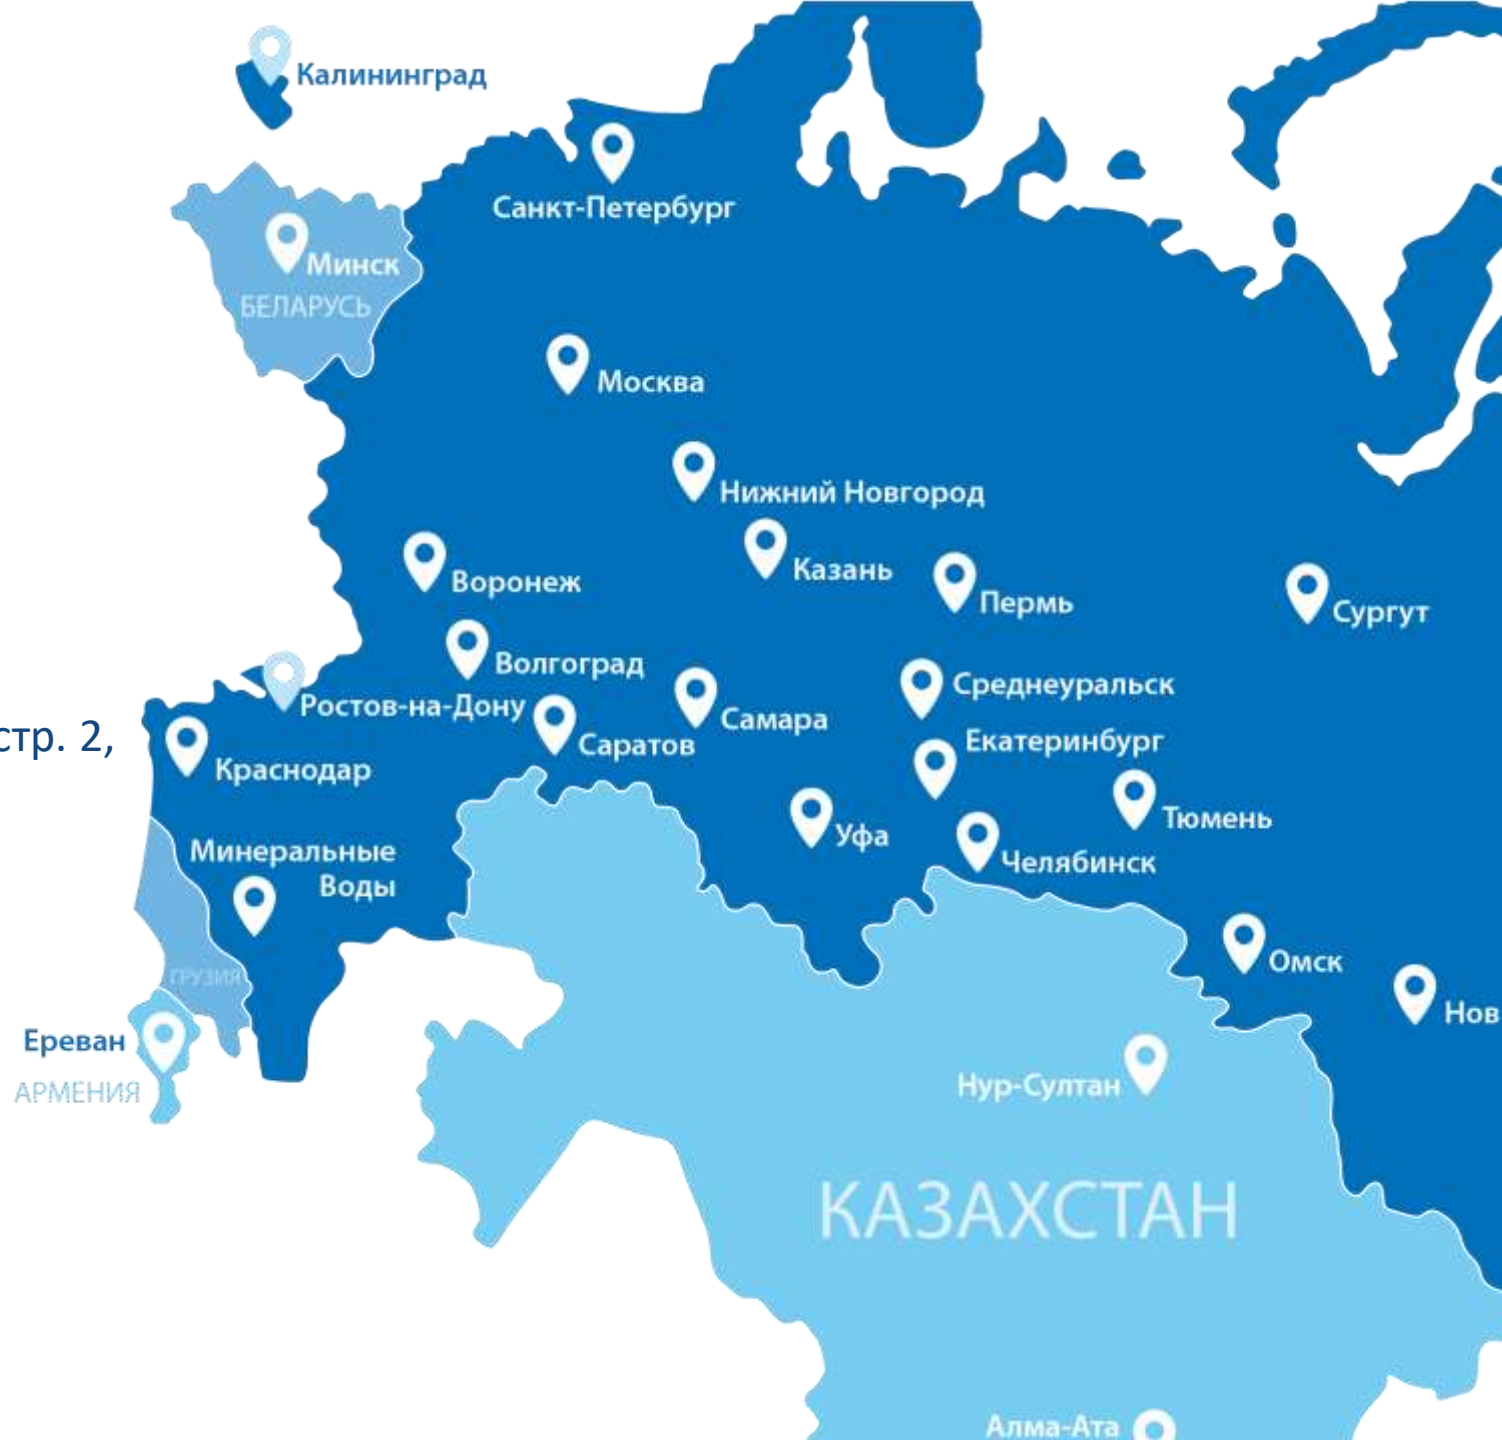 Калининград
Санкт-Петербург
Минск
БЕЛАРУСЬ
Москва
Нижний Новгород
Казань
Воронеж
Пермь
Сургут
Волгоград
Среднеуральск
Ростов-на-Дону
Самара
стр. 2,
Саратов
Екатеринбург
Краснодар
Тюмень
Уфа
Минеральные
Воды
Челябинск
Омск
ГРУЗИЯ
Нов
Ереван
АРМЕНИЯ
Нур-Султан
КАЗАХСТАН
Алма-Ата